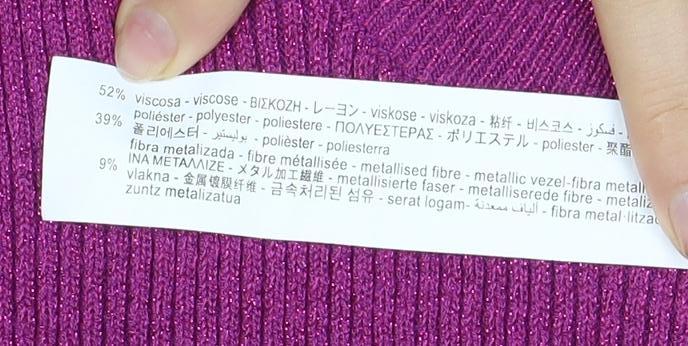 52% viscosa - viscose - ΒΙΣΚΟΖΗ - レーヨン - viskose - viskoza - 粘纤 - 비스코스 - فسكوز -
39% poliéster - polyester - poliestere - ΠΟΛΥΕΣΤΕΡΑΣ - ポリエステル - poliester - 聚酯
폴리에스터 - بوليستير - polièster - poliesterra
fibra metalizada - fibre métallisée - metallised fibre - metallic vezel-fibra metall
9% ΙΝΑ ΜΕΤΑΛΛΙΖΕ - メタル加工繊維 - metallisierte faser - metalliserede fibre - metaliz
vlakna - 金属镀膜纤维 - 금속처리된 섬유 - serat logam- ألياف ممعدنة - fibra metal·litzad
zuntz metalizatua